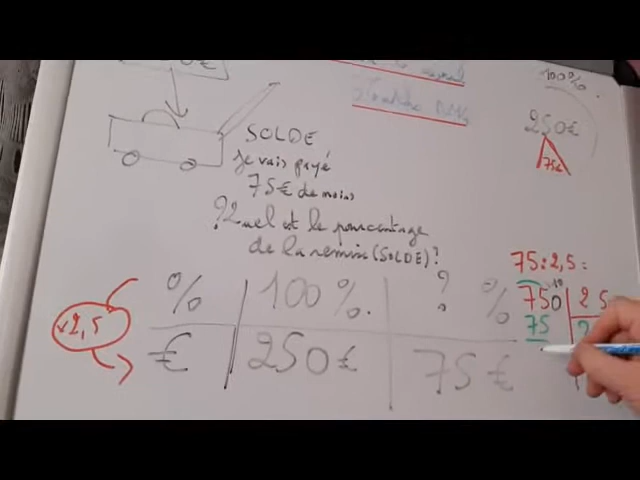 100%
250€
75€
SOLDE
Je vais payé
75€ de moins
? Quel est le pourcentage
de la remise (SOLDE)?
75:2,5:
% 100%. ? %
€ 250€ 75€
x2,5
750 25
75